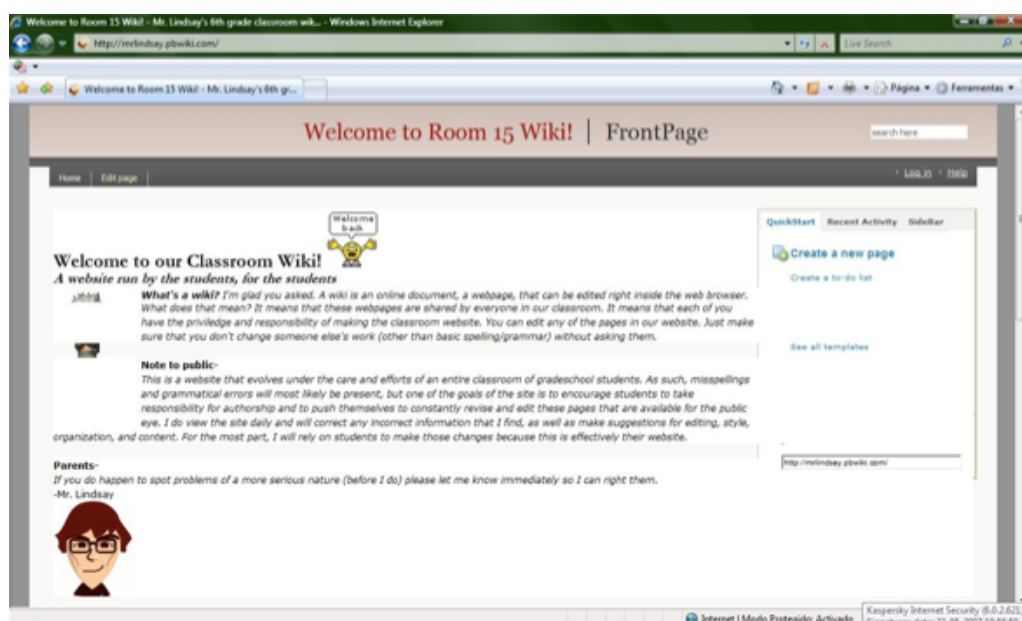 Welcome to Room 15 Wiki! - Mr. Lindsay's 6th grade classroom wik... - Windows Internet Explorer
http://mrlindsay.pbwiki.com/
Live Search
Welcome to Room 15 Wiki! - Mr. Lindsay's 6th gr...
Página
Ferramentas
Welcome to Room 15 Wiki! | FrontPage
search here
Home
Edit page
Log in
Help
Welcome back
QuickStart Recent Activity SideBar
Create a new page
Create a to-do list
See all templates
http://mrlindsay.pbwiki.com/
Welcome to our Classroom Wiki!
A website run by the students, for the students
What's a wiki? I'm glad you asked. A wiki is an online document, a webpage, that can be edited right inside the web browser.
What does that mean? It means that these webpages are shared by everyone in our classroom. It means that each of you
have the priviledge and responsibility of making the classroom website. You can edit any of the pages in our website. Just make
sure that you don't change someone else's work (other than basic spelling/grammar) without asking them.
Note to public-
This is a website that evolves under the care and efforts of an entire classroom of gradeschool students. As such, misspellings
and grammatical errors will most likely be present, but one of the goals of the site is to encourage students to take
responsibility for authorship and to push themselves to constantly revise and edit these pages that are available for the public
eye. I do view the site daily and will correct any incorrect information that I find, as well as make suggestions for editing, style,
organization, and content. For the most part, I will rely on students to make those changes because this is effectively their website.
Parents-
If you do happen to spot problems of a more serious nature (before I do) please let me know immediately so I can right them.
-Mr. Lindsay
Internet | Modo Protegido: Activado
Kaspersky Internet Security (6.0.2.621)